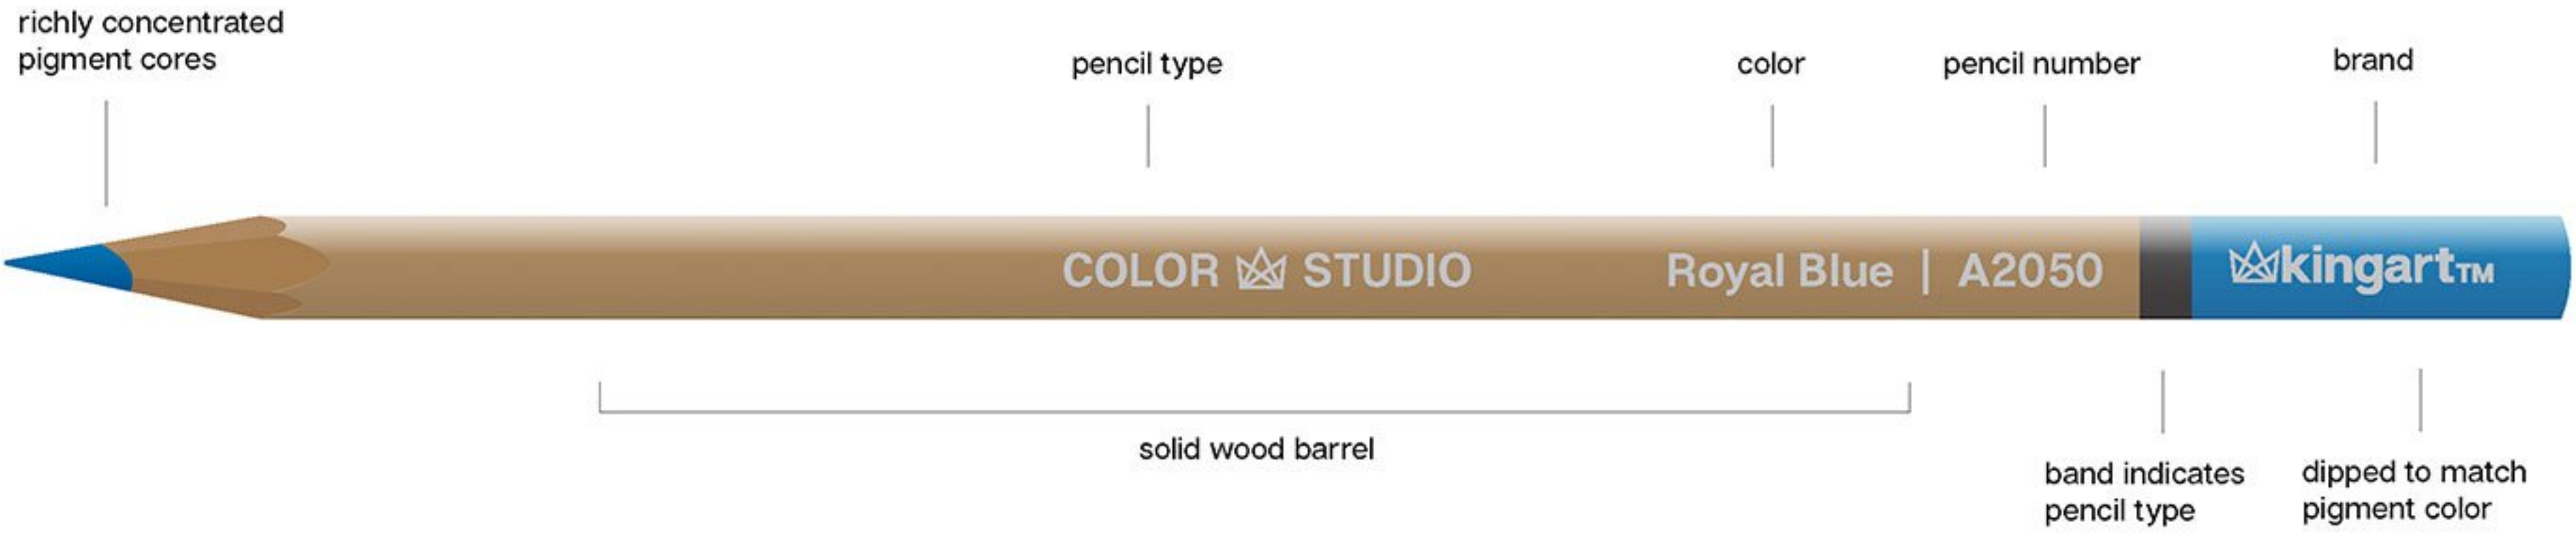 richly concentrated
pigment cores
pencil type
color
pencil number
brand
COLOR STUDIO
Royal Blue | A2050
kingart™
solid wood barrel
band indicates
pencil type
dipped to match
pigment color